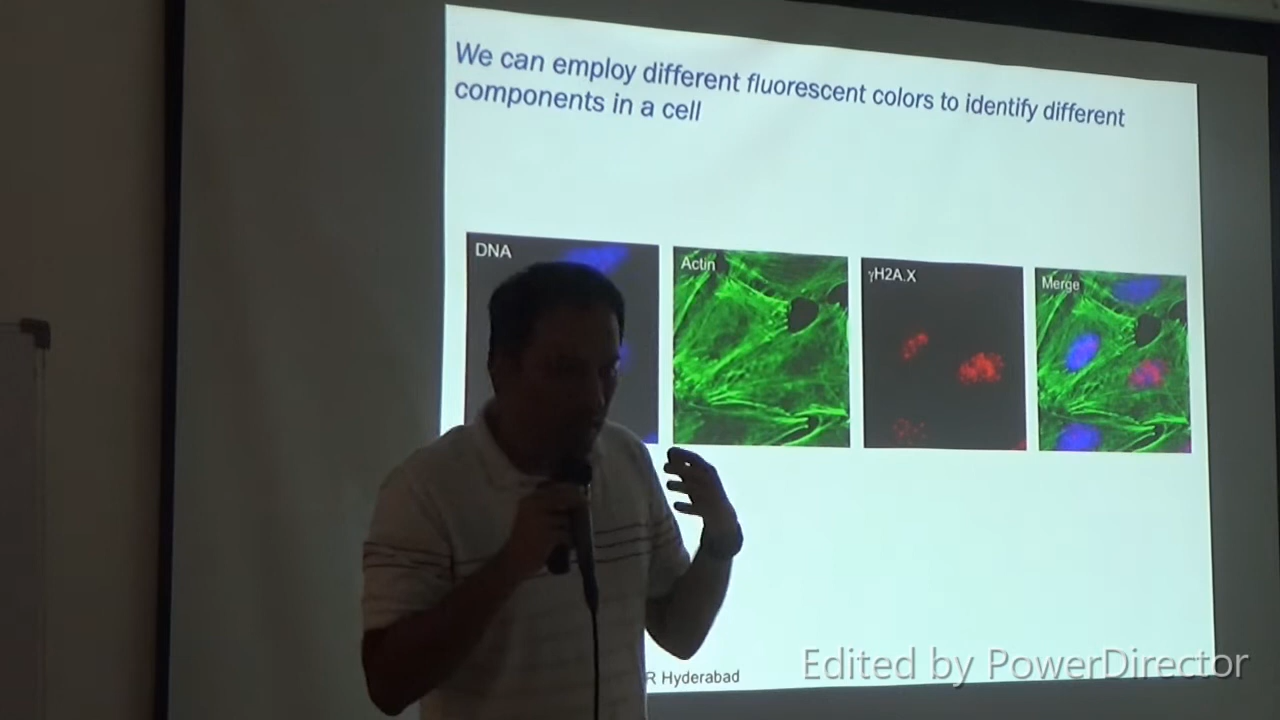 We can employ different fluorescent colors to identify different
components in a cell
DNA
Actin
γH2A.X
Merge
R Hyderabad
Edited by PowerDirector